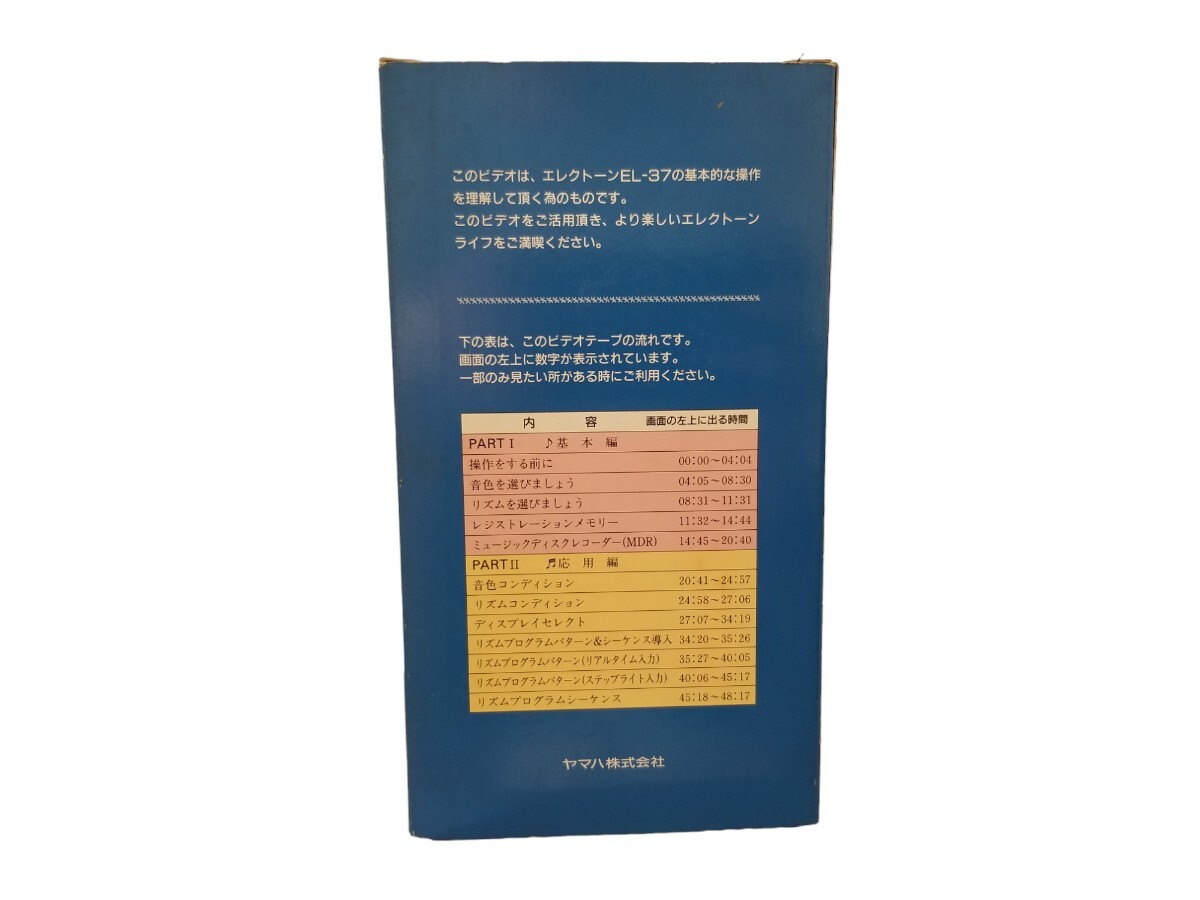 このビデオは、エレクトーンEL-37の基本的な操作
を理解して頂く為のものです。
このビデオをご活用頂き、より楽しいエレクトーン
ライフをご満喫ください。
下の表は、このビデオテープの流れです。
画面の左上に数字が表示されています。
一部のみ見たい所がある時にご利用ください。
内 容 画面の左上に出る時間
PART I ♪基 本 編
操作をする前に 00:00～04:04
音色を選びましょう 04:05～08:30
リズムを選びましょう 08:31～11:31
レジストレーションメモリー 11:32～14:44
ミュージックディスクレコーダー(MDR) 14:45～20:40
PART II ♬応 用 編
音色コンディション 20:41～24:57
リズムコンディション 24:58～27:06
ディスプレイセレクト 27:07～34:19
リズムプログラムパターン&シーケンス導入 34:20～35:26
リズムプログラムパターン(リアルタイム入力) 35:27～40:05
リズムプログラムパターン(ステップライト入力) 40:06～45:17
リズムプログラムシーケンス 45:18～48:17
ヤマハ株式会社